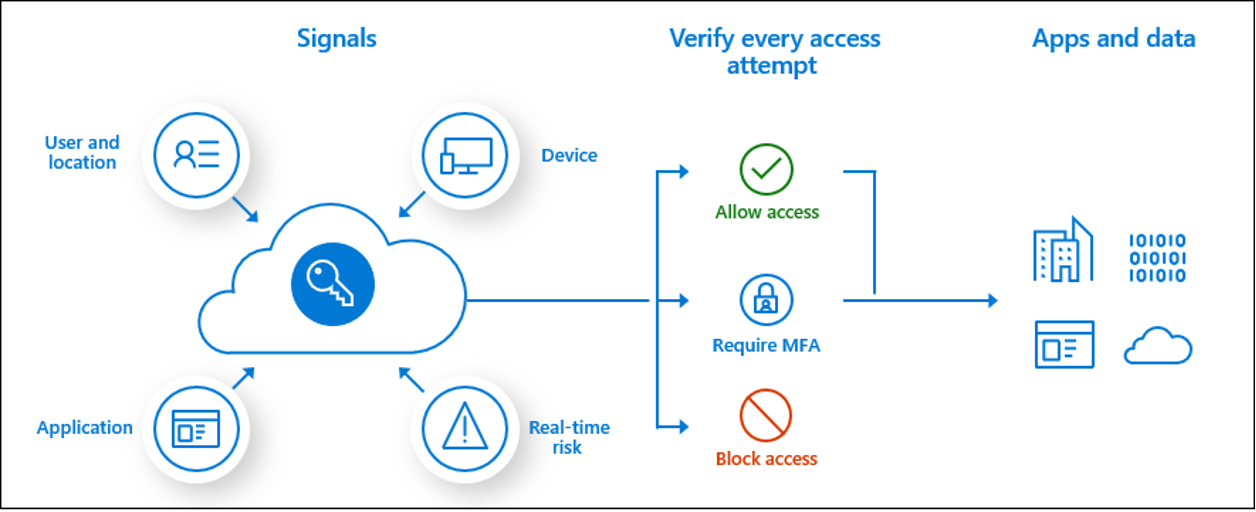 Signals
Verify every access
attempt
Apps and data
User and
location
Device
Allow access
101010
010101
101010
Require MFA
Application
Real-time
risk
Block access